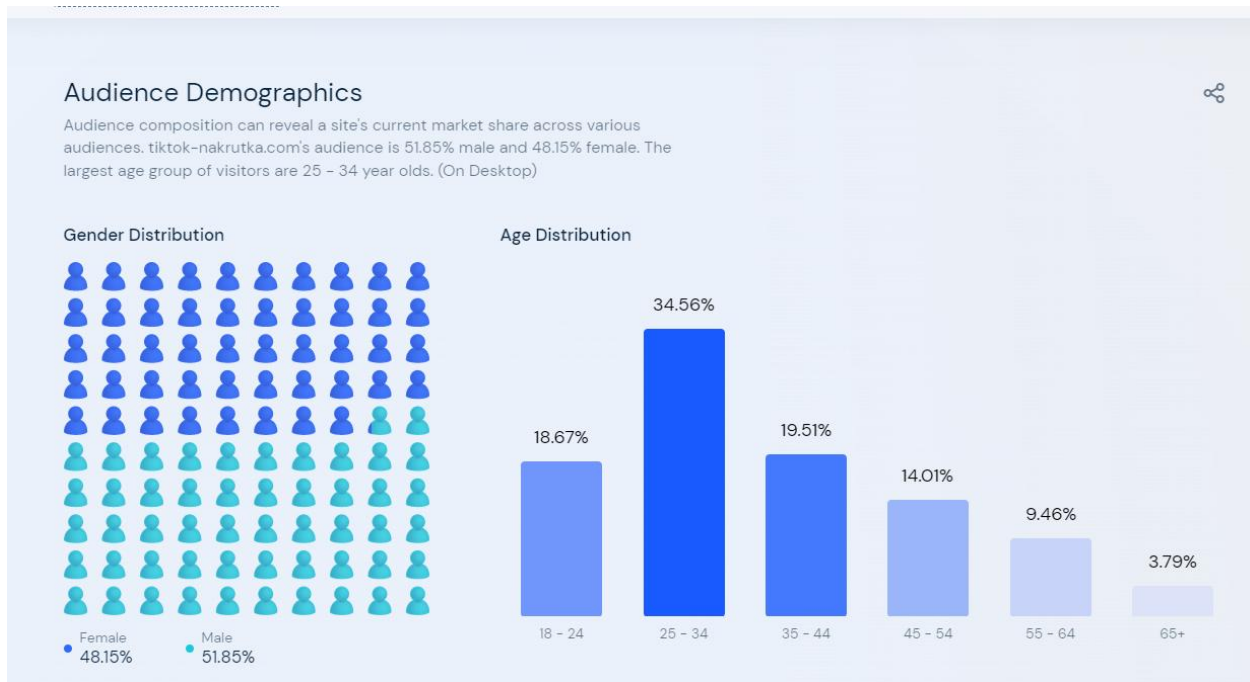 Audience Demographics
Audience composition can reveal a site's current market share across various
audiences. tiktok-nakrutka.com's audience is 51.85% male and 48.15% female. The
largest age group of visitors are 25 - 34 year olds. (On Desktop)
Gender Distribution
Female
48.15%
Male
51.85%
Age Distribution
18.67%
34.56%
19.51%
14.01%
9.46%
3.79%
18 - 24
25 - 34
35 - 44
45 - 54
55 - 64
65+